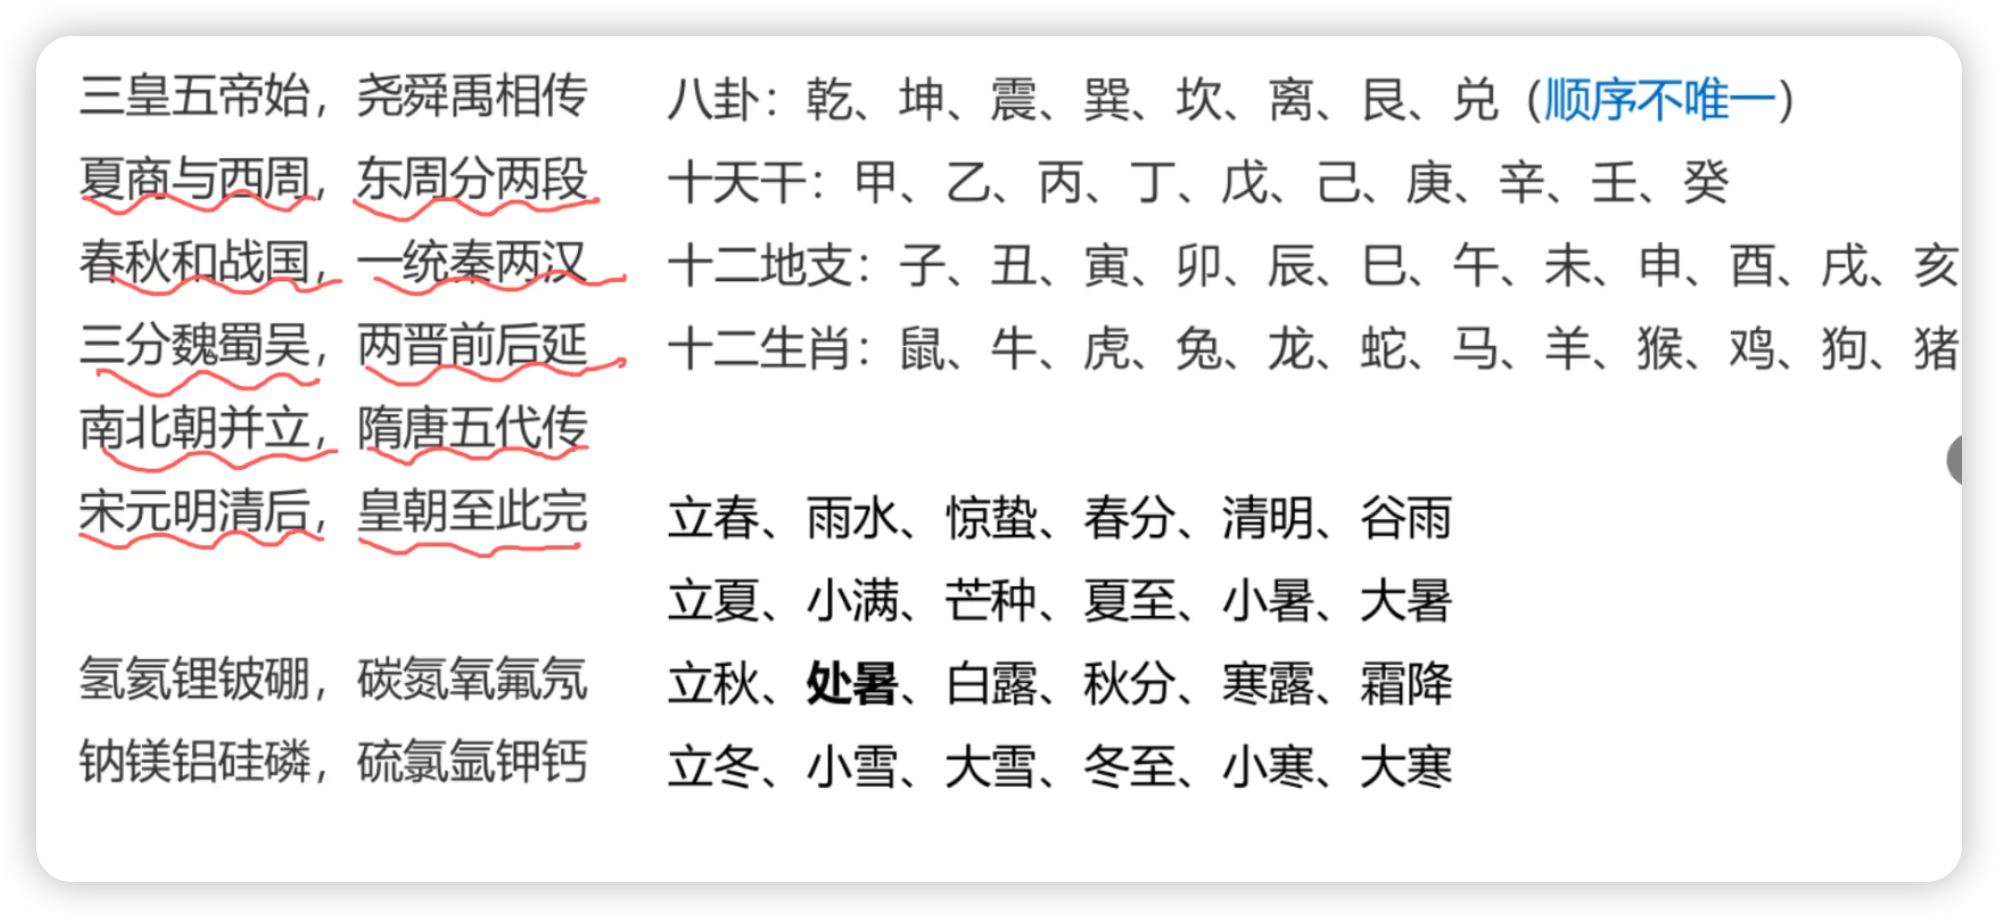 三皇五帝始，尧舜禹相传
夏商与西周，东周分两段
春秋和战国，一统秦两汉
三分魏蜀吴，两晋前后延
南北朝并立，隋唐五代传
宋元明清后，皇朝至此完
氢氦锂铍硼，碳氮氧氟氖
钠镁铝硅磷，硫氯氩钾钙
八卦：乾、坤、震、巽、坎、离、艮、兑（顺序不唯一）
十天干：甲、乙、丙、丁、戊、己、庚、辛、壬、癸
十二地支：子、丑、寅、卯、辰、巳、午、未、申、酉、戌、亥
十二生肖：鼠、牛、虎、兔、龙、蛇、马、羊、猴、鸡、狗、猪
立春、雨水、惊蛰、春分、清明、谷雨
立夏、小满、芒种、夏至、小暑、大暑
立秋、处暑、白露、秋分、寒露、霜降
立冬、小雪、大雪、冬至、小寒、大寒